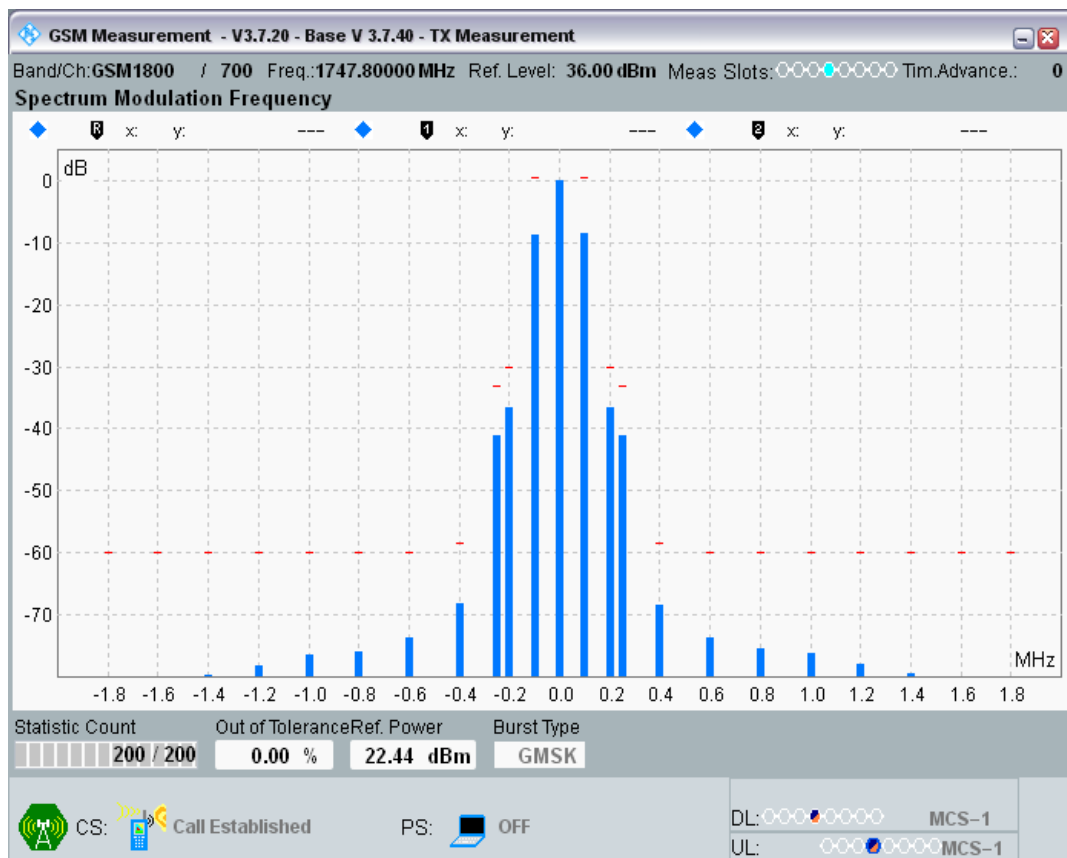 GSM Measurement - V3.7.20 - Base V 3.7.40 - TX Measurement
Band/Ch:GSM1800 / 700 Freq.:1747.80000 MHz Ref. Level: 36.00 dBm Meas Slots: Tim.Advance.: 0
Spectrum Modulation Frequency
R x: y: --- 1 x: y: --- 2 x: y: ---
dB
0
-10
-20
-30
-40
-50
-60
-70
MHz
-1.8 -1.6 -1.4 -1.2 -1.0 -0.8 -0.6 -0.4 -0.2 0.0 0.2 0.4 0.6 0.8 1.0 1.2 1.4 1.6 1.8
Statistic Count Out of Tolerance Ref. Power Burst Type
200 / 200 0.00 % 22.44 dBm GMSK
CS: Call Established PS: OFF
DL: MCS-1
UL: MCS-1